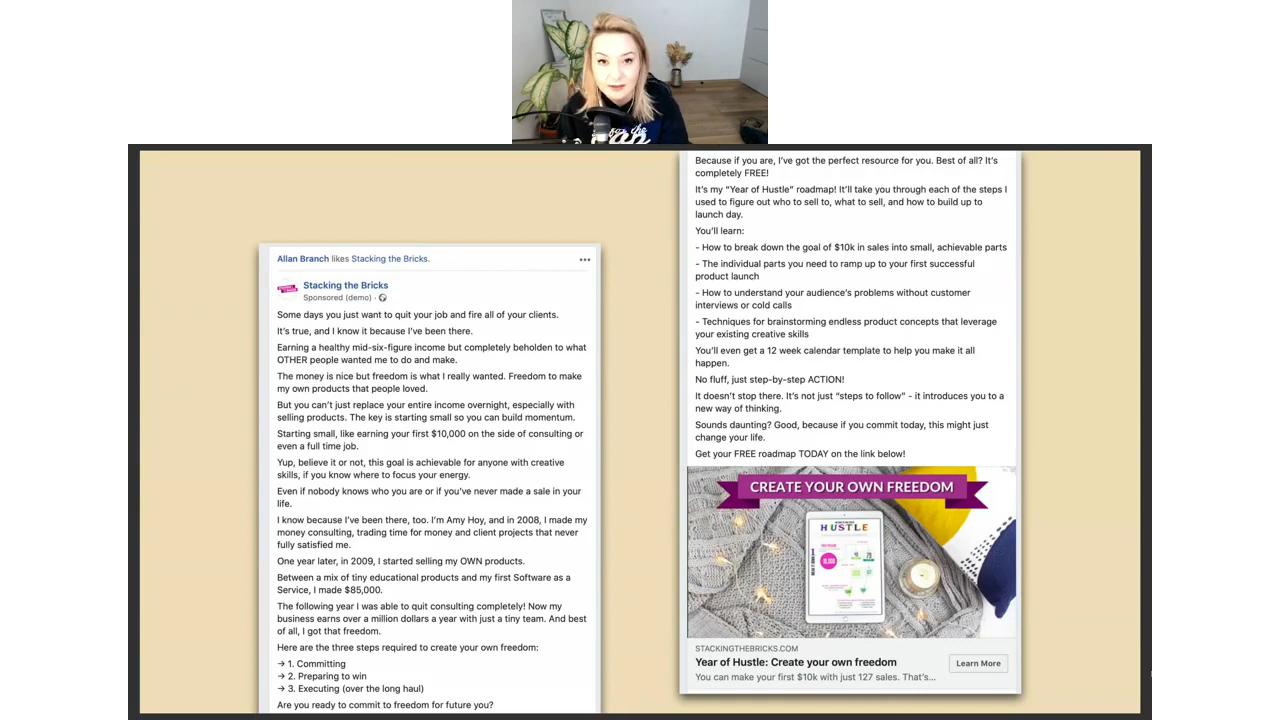 Allan Branch likes Stacking the Bricks.
Stacking the Bricks
Sponsored (demo) ·
Some days you just want to quit your job and fire all of your clients.
It's true, and I know it because I've been there.
Earning a healthy mid-six-figure income but completely beholden to what
OTHER people wanted me to do and make.
The money is nice but freedom is what I really wanted. Freedom to make
my own products that people loved.
But you can't just replace your entire income overnight, especially with
selling products. The key is starting small so you can build momentum.
Starting small, like earning your first $10,000 on the side of consulting or
even a full time job.
Yup, believe it or not, this goal is achievable for anyone with creative
skills, if you know where to focus your energy.
Even if nobody knows who you are or if you've never made a sale in your
life.
I know because I've been there, too. I'm Amy Hoy, and in 2008, I made my
money consulting, trading time for money and client projects that never
fully satisfied me.
One year later, in 2009, I started selling my OWN products.
Between a mix of tiny educational products and my first Software as a
Service, I made $85,000.
The following year I was able to quit consulting completely! Now my
business earns over a million dollars a year with just a tiny team. And best
of all, I got that freedom.
Here are the three steps required to create your own freedom:
→ 1. Committing
→ 2. Preparing to win
→ 3. Executing (over the long haul)
Are you ready to commit to freedom for future you?
Because if you are, I've got the perfect resource for you. Best of all? It's
completely FREE!
It's my "Year of Hustle" roadmap! It'll take you through each of the steps I
used to figure out who to sell to, what to sell, and how to build up to
launch day.
You'll learn:
- How to break down the goal of $10k in sales into small, achievable parts
- The individual parts you need to ramp up to your first successful
product launch
- How to understand your audience's problems without customer
interviews or cold calls
- Techniques for brainstorming endless product concepts that leverage
your existing creative skills
You'll even get a 12 week calendar template to help you make it all
happen.
No fluff, just step-by-step ACTION!
It doesn't stop there. It's not just "steps to follow" - it introduces you to a
new way of thinking.
Sounds daunting? Good, because if you commit today, this might just
change your life.
Get your FREE roadmap TODAY on the link below!
CREATE YOUR OWN FREEDOM
HUSTLE
STACKINGTHEBRICKS.COM
Year of Hustle: Create your own freedom
Learn More
You can make your first $10k with just 127 sales. That's...